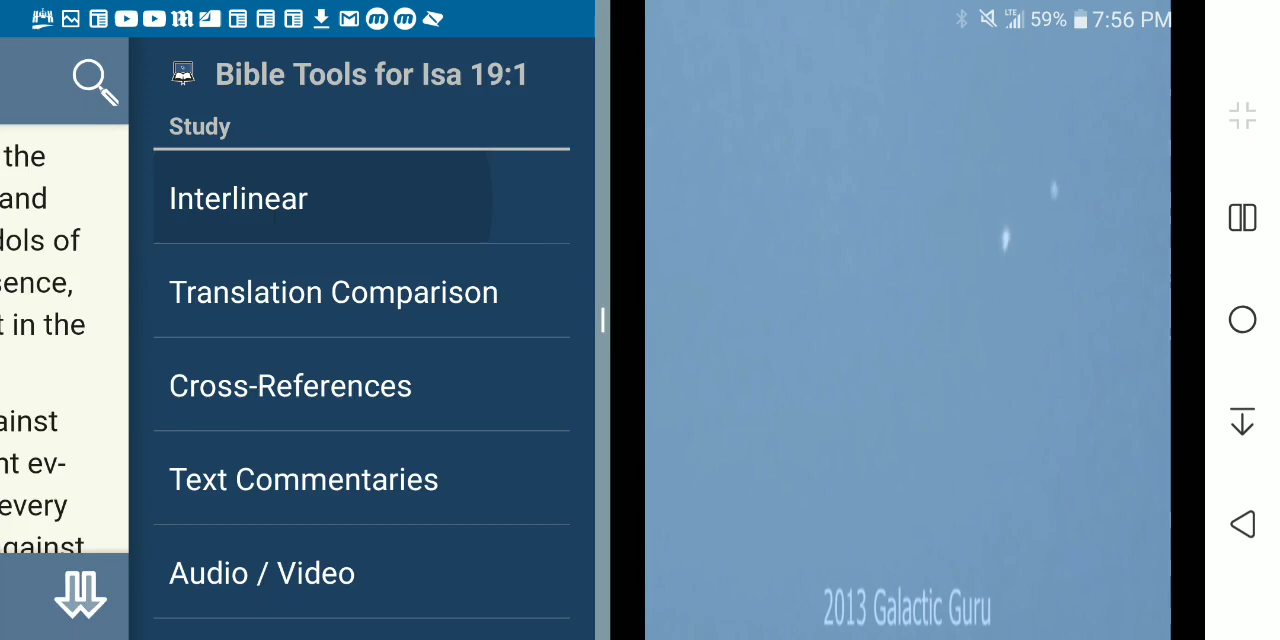 59% 7:56 PM
Bible Tools for Isa 19:1
Study
Interlinear
Translation Comparison
Cross-References
Text Commentaries
Audio / Video
the
and
dols of
sence,
t in the
ainst
nt ev-
every
gainst
2013 Galactic Guru